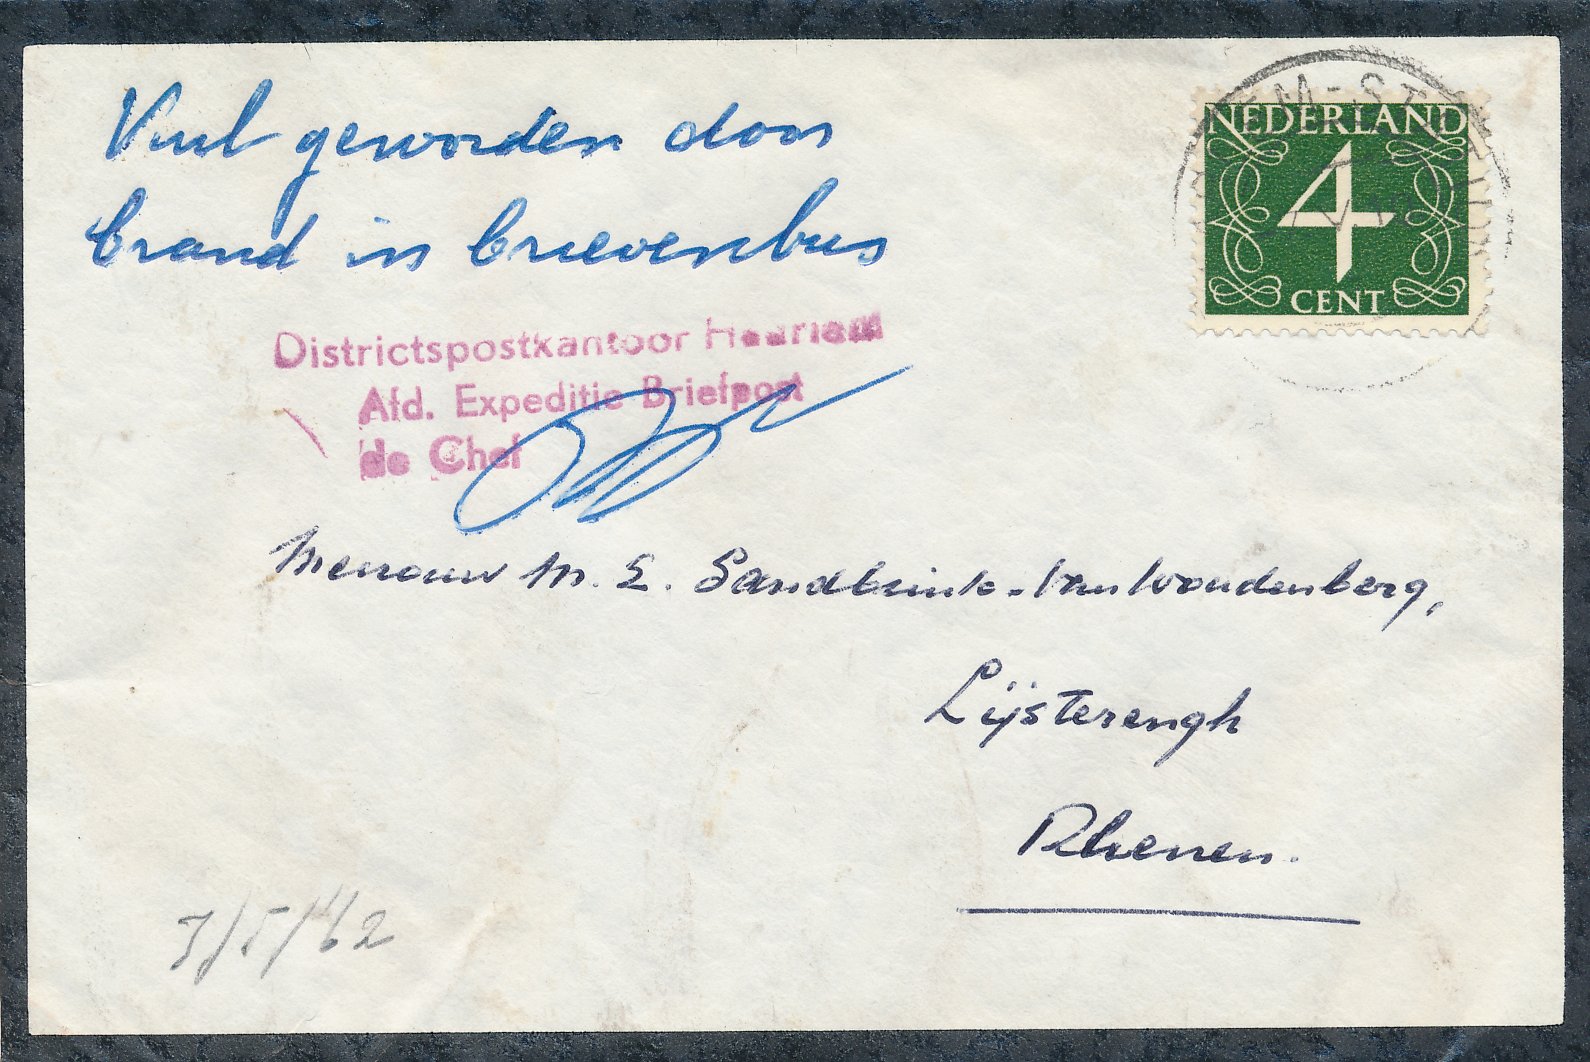 Vuil geworden door
brand in brievenbus
NEDERLAND
4
CENT
Districtspostkantoor Haarlem
Afd. Expeditie Briefpost
de Chef
Mevrouw M. E. Sandbrink-van Woudenberg,
Lijsterengh
Rhenen.
7/5/'62